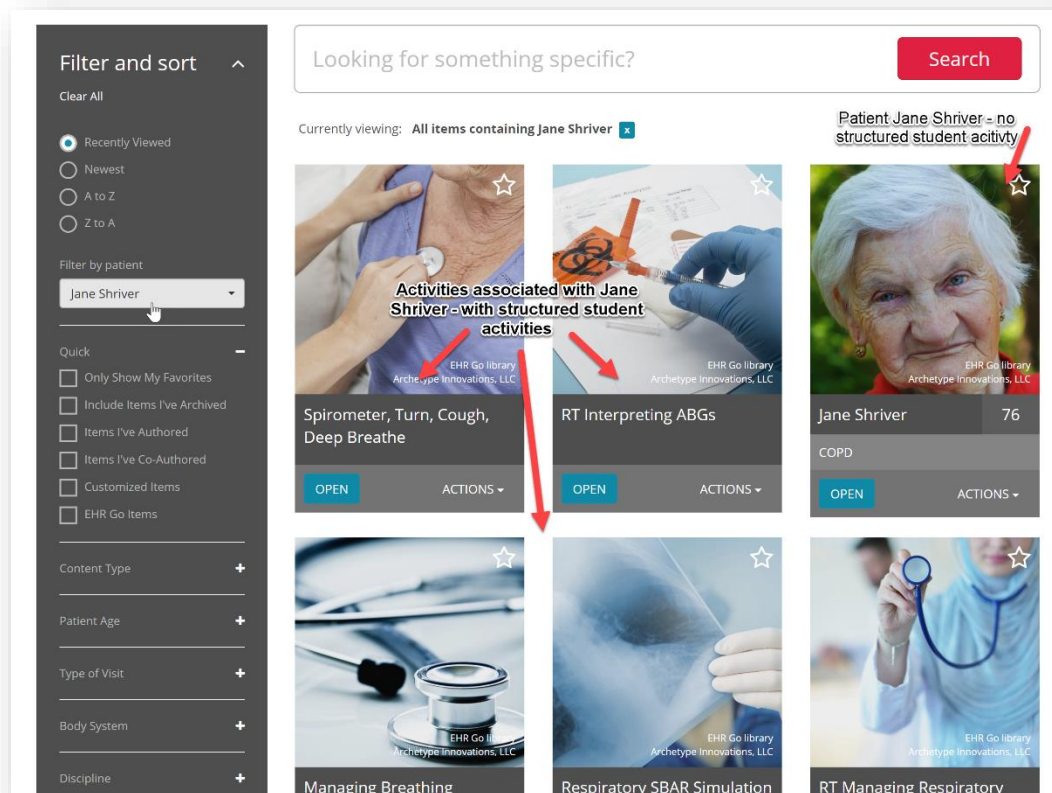 Filter and sort
Clear All
Recently Viewed
Newest
A to Z
Z to A
Filter by patient
Jane Shriver
Quick
Only Show My Favorites
Include Items I've Archived
Items I've Authored
Items I've Co-Authored
Customized Items
EHR Go Items
Content Type
Patient Age
Type of Visit
Body System
Discipline
Looking for something specific?
Search
Currently viewing: All items containing Jane Shriver x
Patient Jane Shriver - no
structured student acitivty
Activities associated with Jane
Shriver - with structured student
activities
EHR Go library
Archetype Innovations, LLC
Spirometer, Turn, Cough,
Deep Breathe
OPEN
ACTIONS
EHR Go library
Archetype Innovations, LLC
RT Interpreting ABGs
OPEN
ACTIONS
EHR Go library
Archetype Innovations, LLC
Jane Shriver 76
COPD
OPEN
ACTIONS
EHR Go library
Archetype Innovations, LLC
Managing Breathing
EHR Go library
Archetype Innovations, LLC
Respiratory SBAR Simulation
EHR Go library
Archetype Innovations, LLC
RT Managing Respiratory